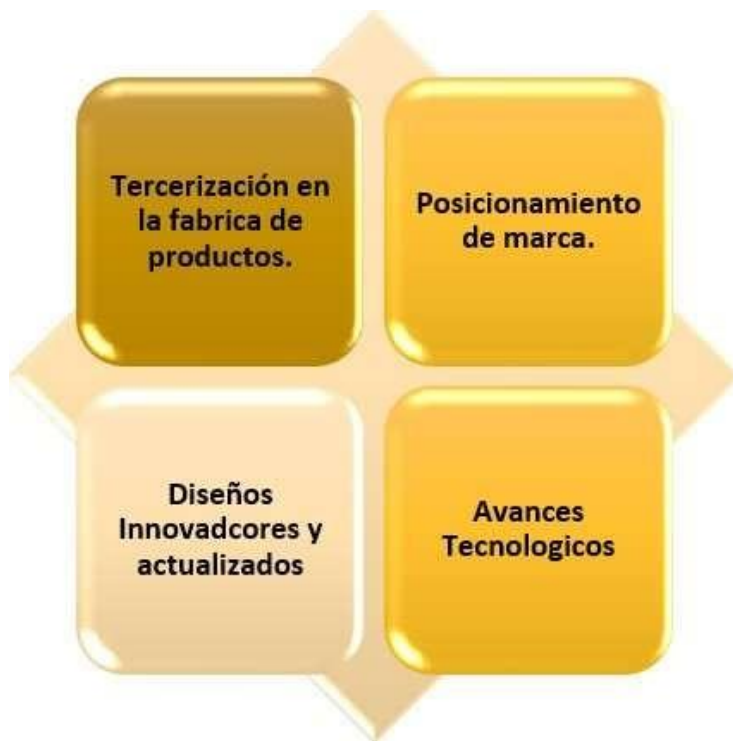 Tercerización en
la fabrica de
productos.
Posicionamiento
de marca.
Diseños
Innovadcores y
actualizados
Avances
Tecnologicos